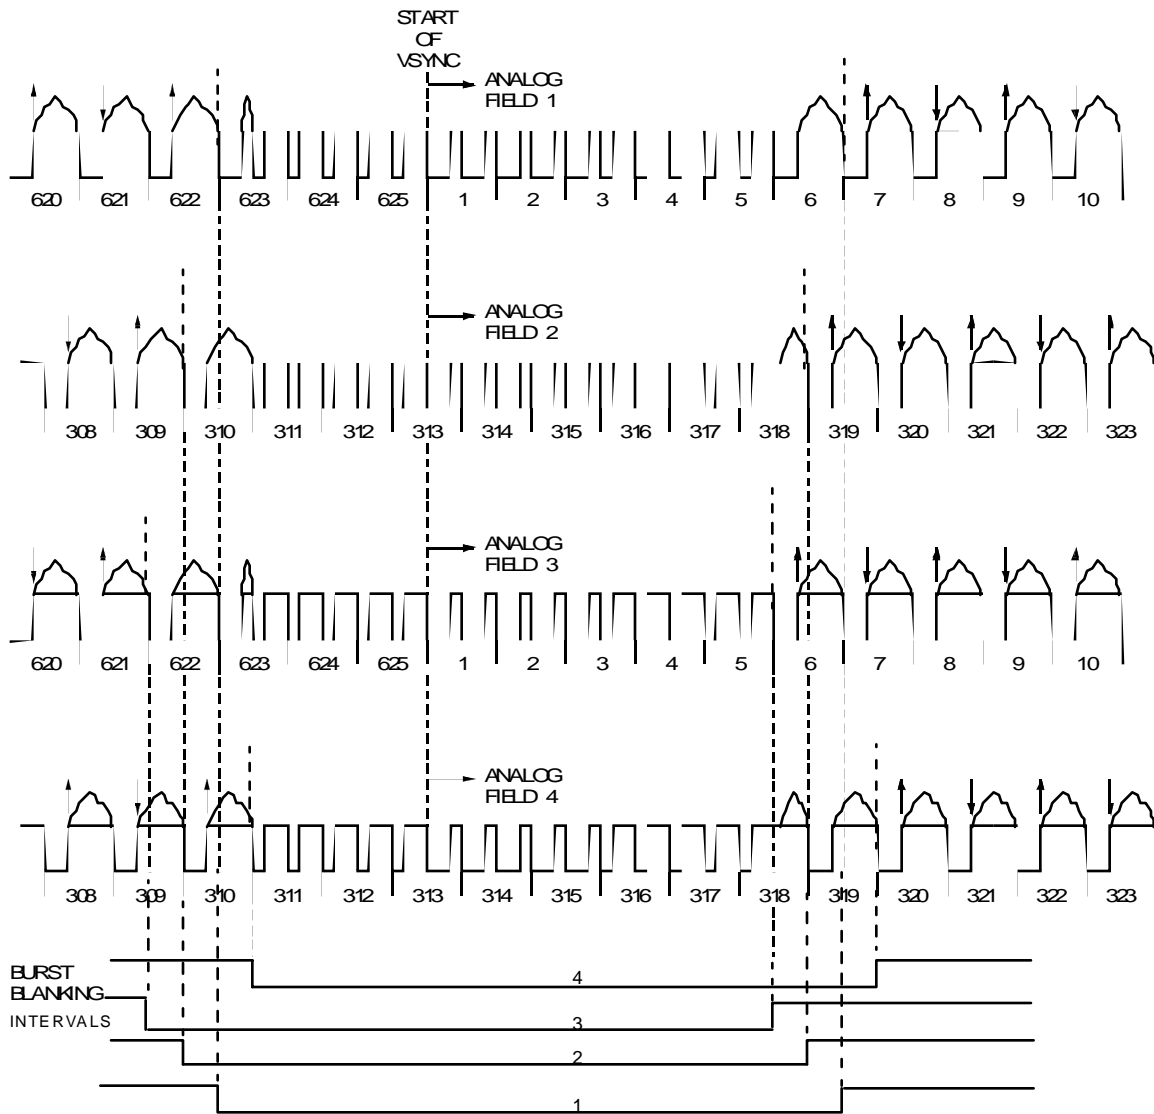 START
OF
VSYNC
ANALOG
FIELD 1
620 621 622 623 624 625 1 2 3 4 5 6 7 8 9 10
ANALOG
FIELD 2
308 309 310 311 312 313 314 315 316 317 318 319 320 321 322 323
ANALOG
FIELD 3
620 621 622 623 624 625 1 2 3 4 5 6 7 8 9 10
ANALOG
FIELD 4
308 309 310 311 312 313 314 315 316 317 318 319 320 321 322 323
BURST
BLANKING
INTERVALS
4
3
2
1